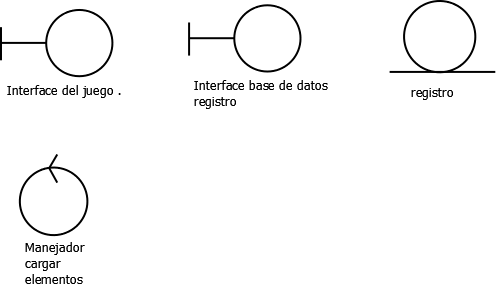 Interface del juego .
Interface base de datos
registro
registro
Manejador
cargar
elementos